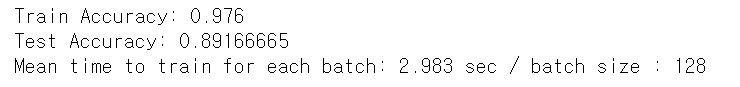 Train Accuracy: 0.976
Test Accuracy: 0.89166665
Mean time to train for each batch: 2.983 sec / batch size : 128